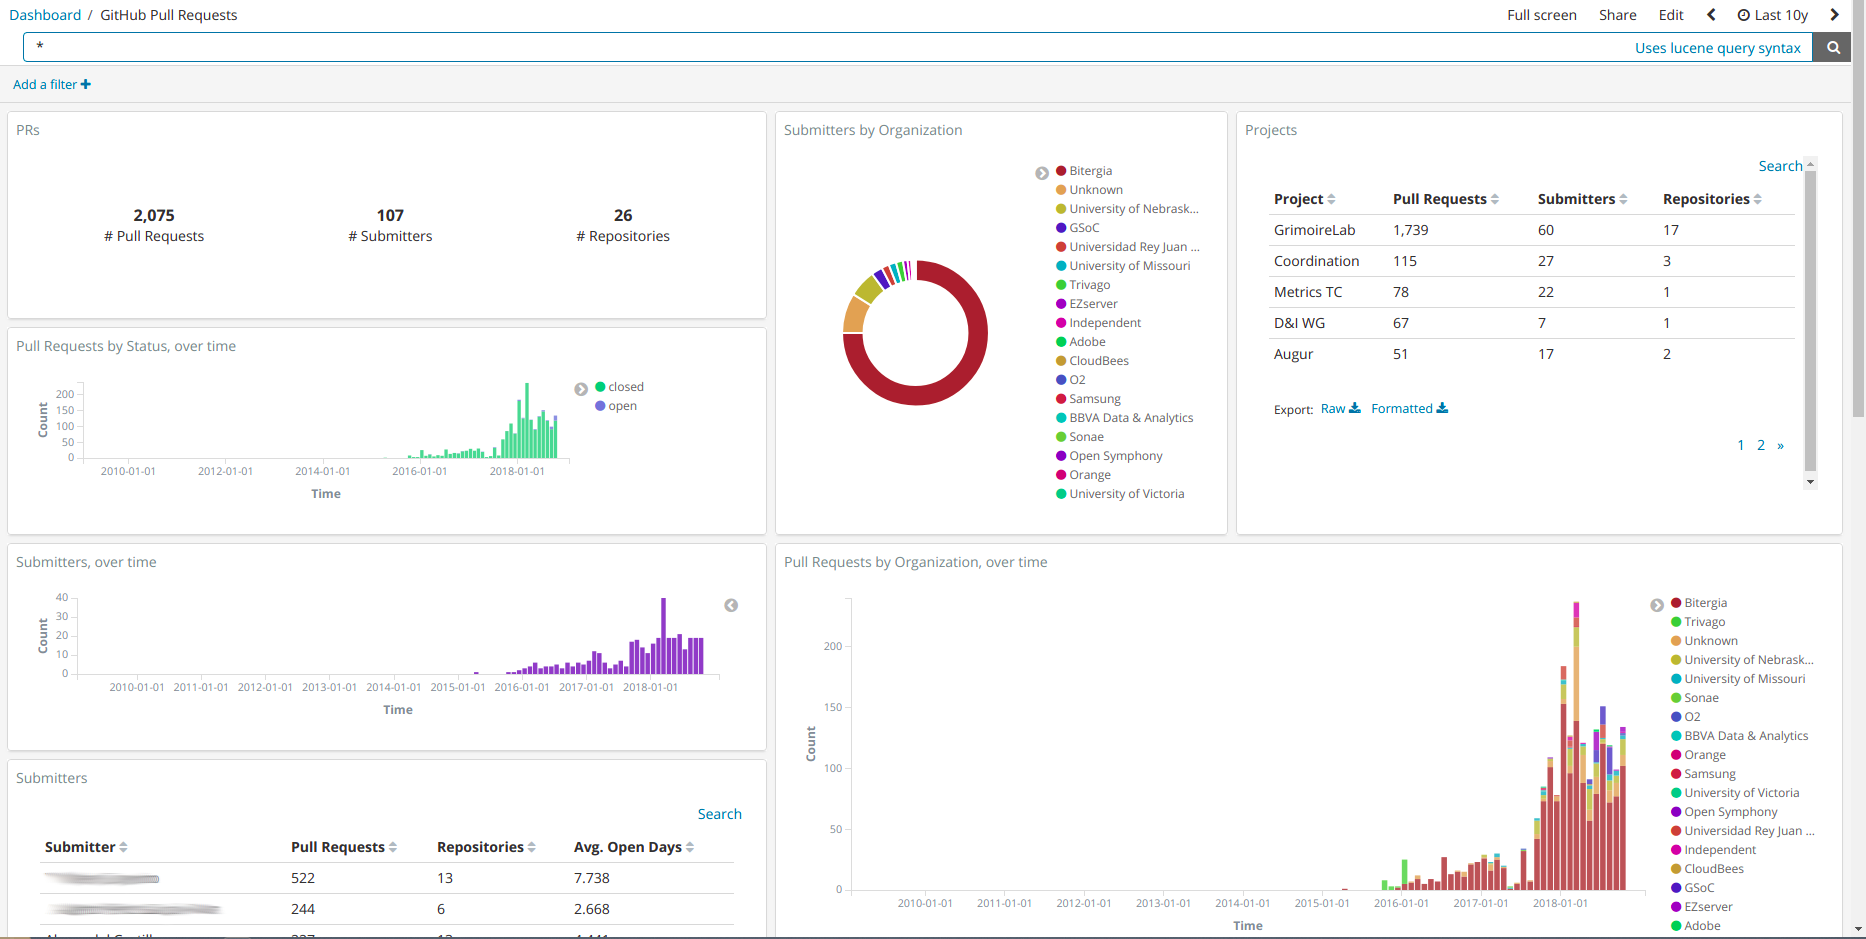 Dashboard / GitHub Pull Requests
Full screen Share Edit Last 10y
*
Uses lucene query syntax
Add a filter
PRs
2,075
# Pull Requests
107
# Submitters
26
# Repositories
Submitters by Organization
Bitergia
Unknown
University of Nebrask...
GSoC
Universidad Rey Juan ...
University of Missouri
Trivago
EZserver
Independent
Adobe
CloudBees
O2
Samsung
BBVA Data & Analytics
Sonae
Open Symphony
Orange
University of Victoria
Projects
Search
Project Pull Requests Submitters Repositories
GrimoireLab 1,739 60 17
Coordination 115 27 3
Metrics TC 78 22 1
D&I WG 67 7 1
Augur 51 17 2
Export: Raw Formatted
1 2 »
Pull Requests by Status, over time
Count
200
150
100
50
0
2010-01-01 2012-01-01 2014-01-01 2016-01-01 2018-01-01
Time
closed
open
Submitters, over time
Count
40
30
20
10
0
2010-01-01 2011-01-01 2012-01-01 2013-01-01 2014-01-01 2015-01-01 2016-01-01 2017-01-01 2018-01-01
Time
Pull Requests by Organization, over time
Count
200
150
100
50
0
2010-01-01 2011-01-01 2012-01-01 2013-01-01 2014-01-01 2015-01-01 2016-01-01 2017-01-01 2018-01-01
Time
Bitergia
Trivago
Unknown
University of Nebrask...
University of Missouri
Sonae
O2
BBVA Data & Analytics
Orange
Samsung
University of Victoria
Open Symphony
Universidad Rey Juan ...
Independent
CloudBees
GSoC
EZserver
Adobe
Submitters
Search
Submitter Pull Requests Repositories Avg. Open Days
522 13 7.738
244 6 2.668